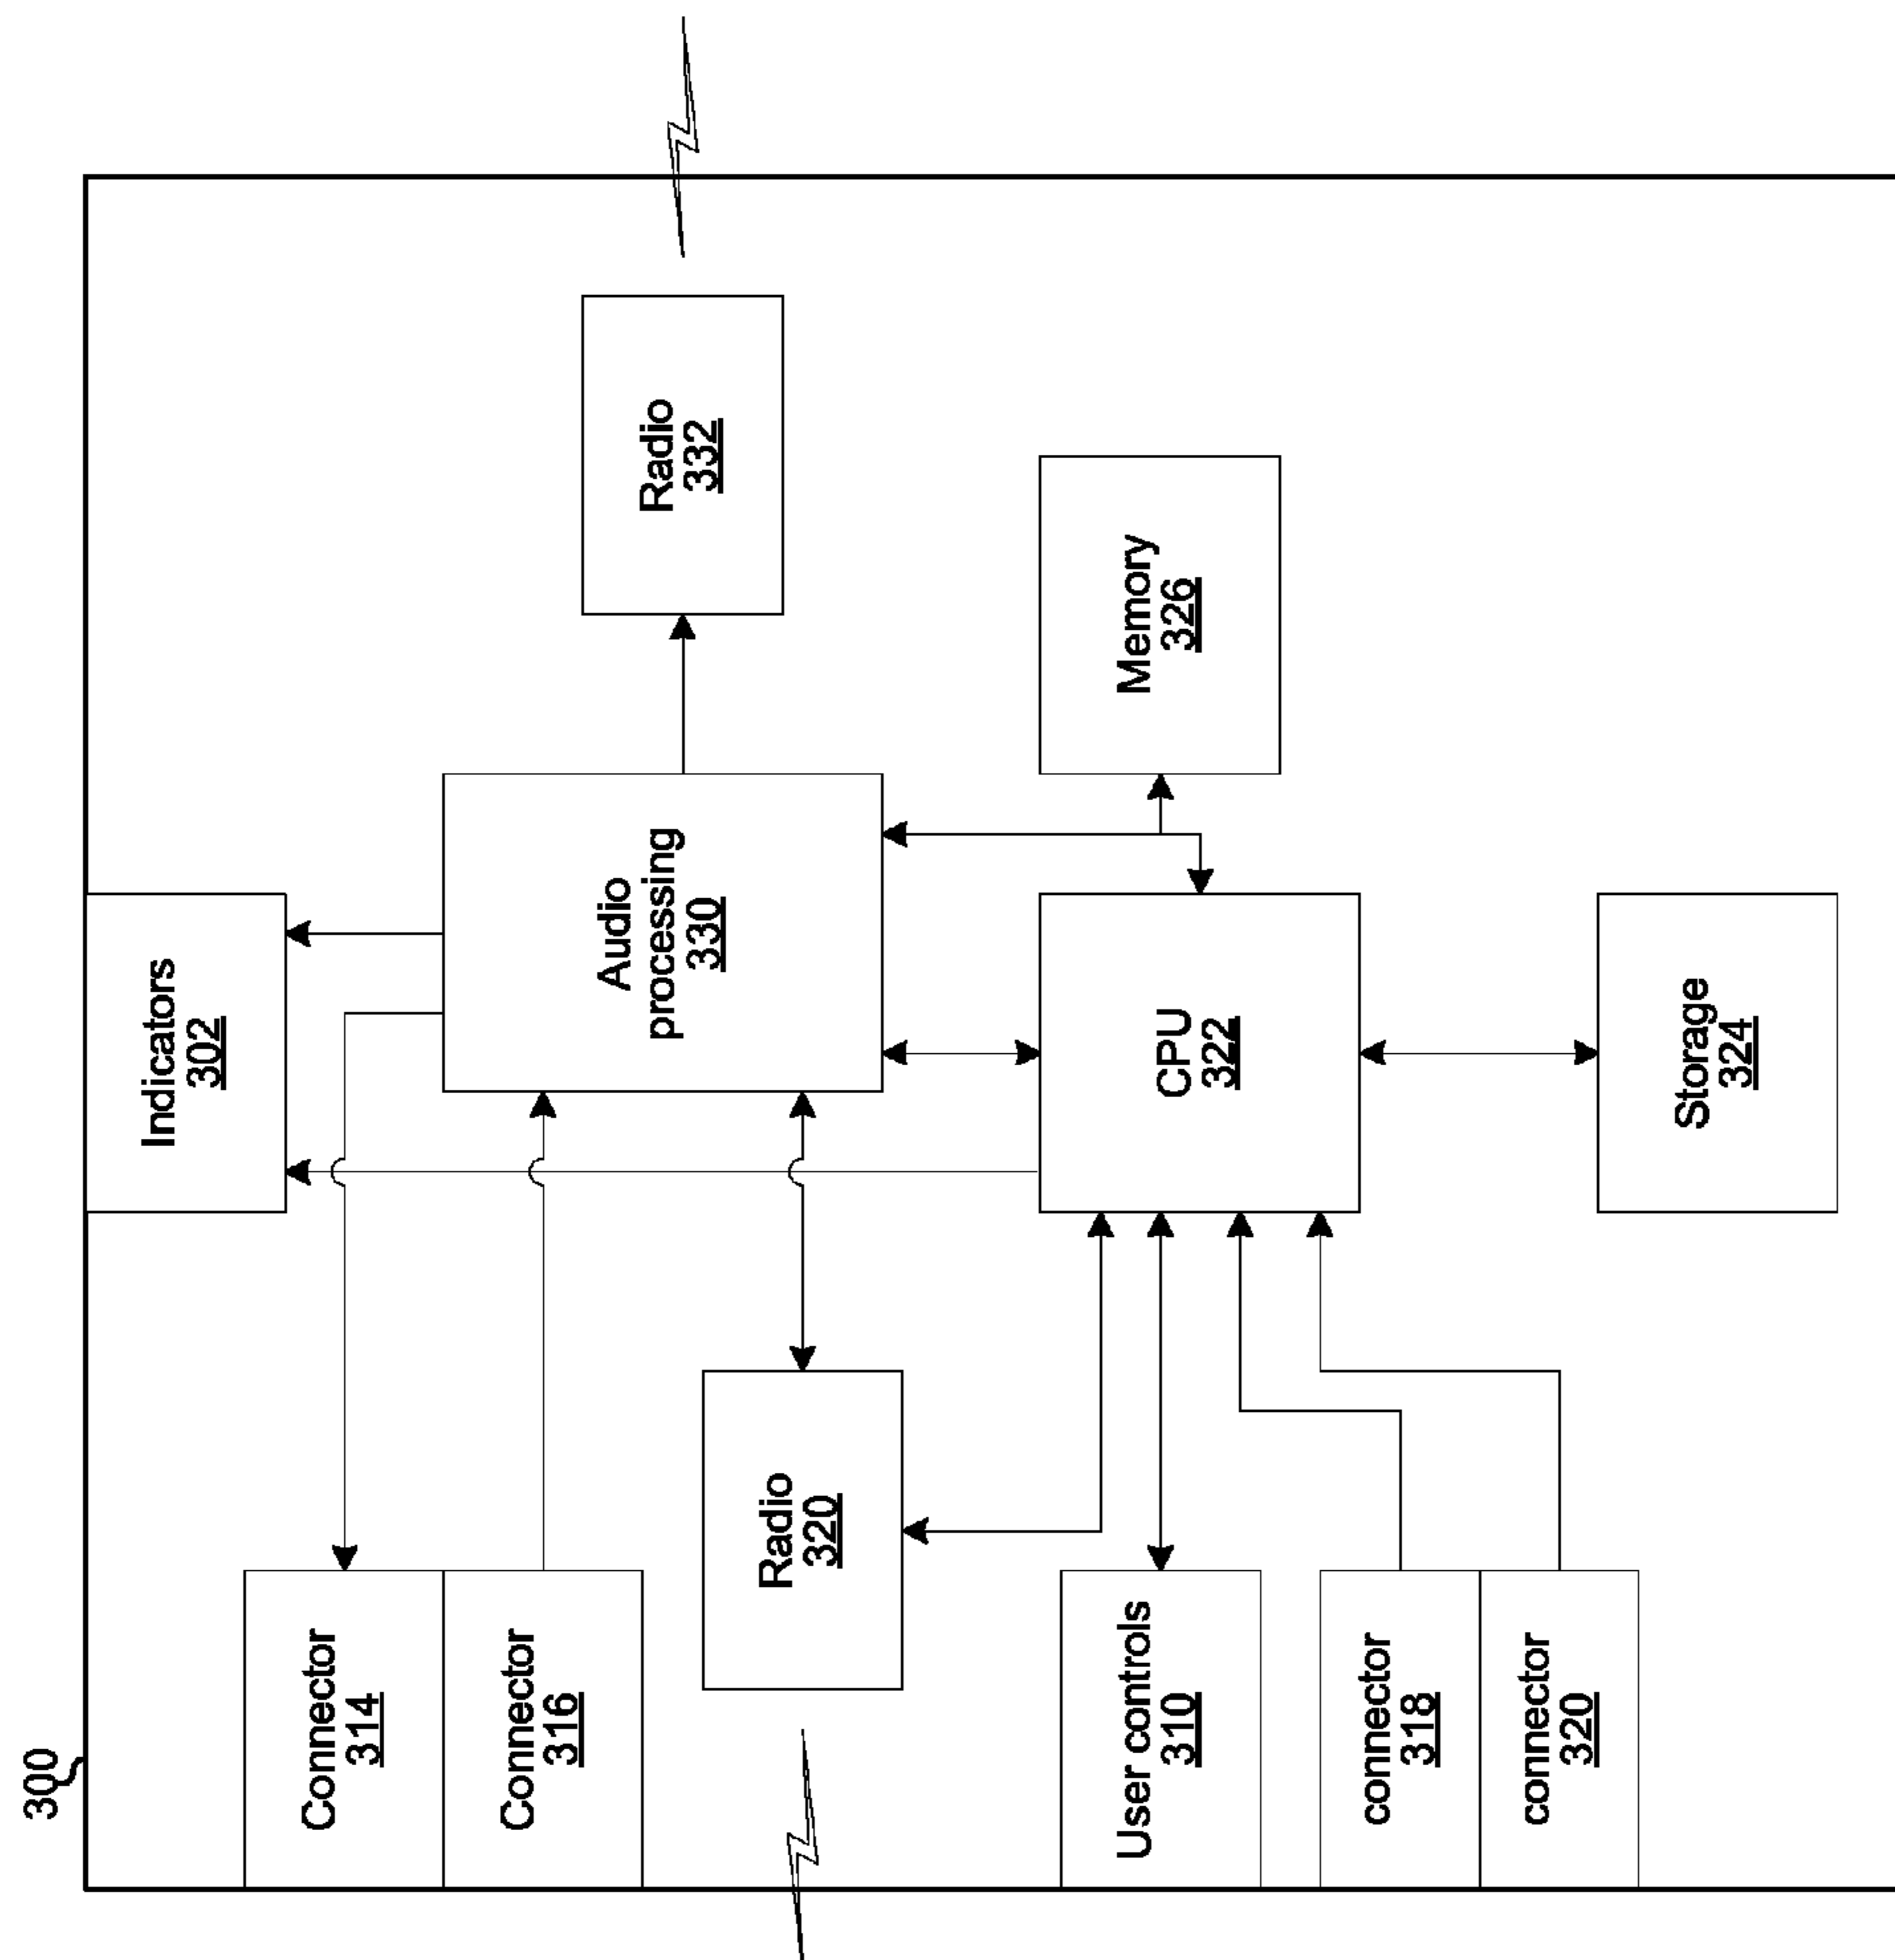 300
Indicators
302
Connector
314
Connector
316
Audio
processing
330
Radio
332
Radio
320
User controls
310
CPU
322
Memory
326
connector
318
connector
320
Storage
324